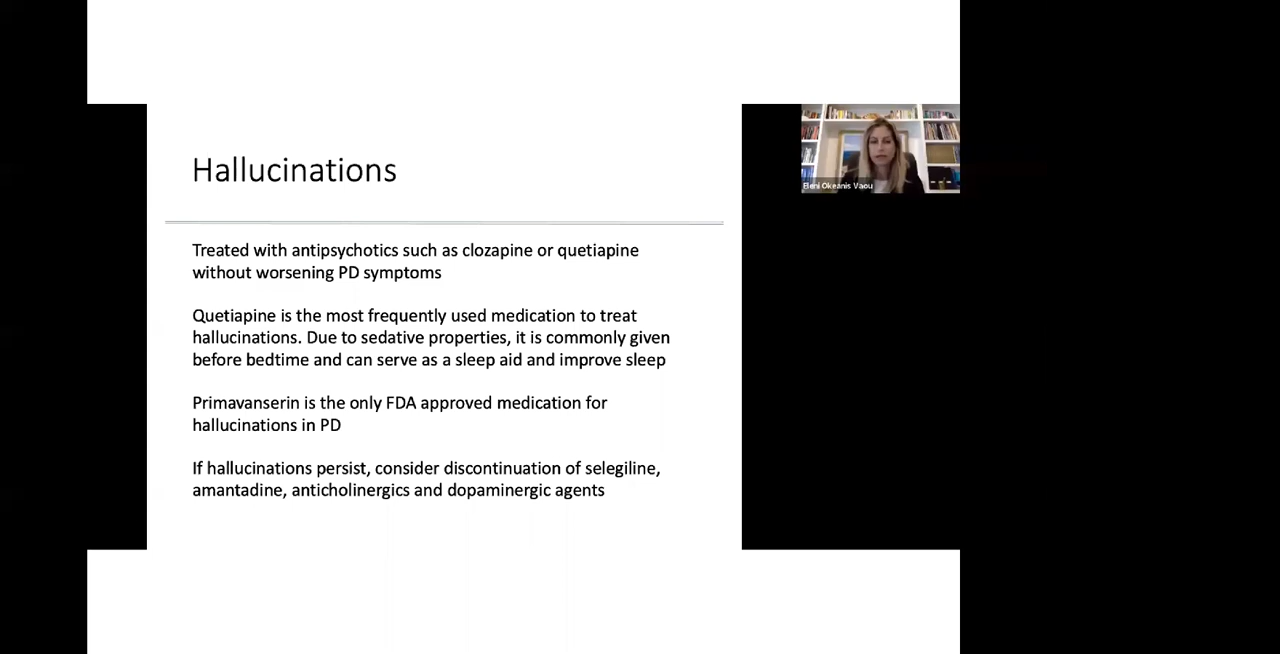 Hallucinations
Treated with antipsychotics such as clozapine or quetiapine
without worsening PD symptoms
Quetiapine is the most frequently used medication to treat
hallucinations. Due to sedative properties, it is commonly given
before bedtime and can serve as a sleep aid and improve sleep
Primavanserin is the only FDA approved medication for
hallucinations in PD
If hallucinations persist, consider discontinuation of selegiline,
amantadine, anticholinergics and dopaminergic agents
Eleni Okeanis Vaou